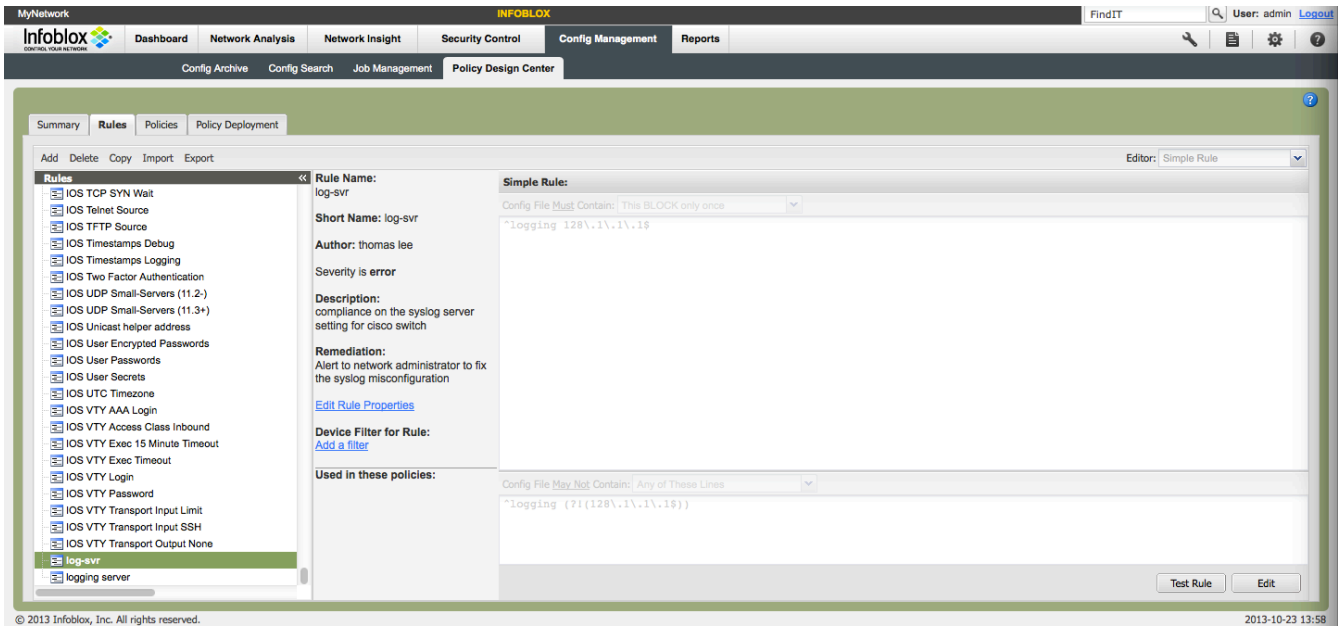 MyNetwork INFOBLOX FindIT User: admin Logout
Infoblox
CONTROL YOUR NETWORK
Dashboard Network Analysis Network Insight Security Control Config Management Reports
Config Archive Config Search Job Management Policy Design Center
Summary Rules Policies Policy Deployment
Add Delete Copy Import Export
Editor: Simple Rule
Rules
IOS TCP SYN Wait
IOS Telnet Source
IOS TFTP Source
IOS Timestamps Debug
IOS Timestamps Logging
IOS Two Factor Authentication
IOS UDP Small-Servers (11.2-)
IOS UDP Small-Servers (11.3+)
IOS Unicast helper address
IOS User Encrypted Passwords
IOS User Passwords
IOS User Secrets
IOS UTC Timezone
IOS VTY AAA Login
IOS VTY Access Class Inbound
IOS VTY Exec 15 Minute Timeout
IOS VTY Exec Timeout
IOS VTY Login
IOS VTY Password
IOS VTY Transport Input Limit
IOS VTY Transport Input SSH
IOS VTY Transport Output None
log-svr
logging server
Rule Name:
log-svr
Short Name: log-svr
Author: thomas lee
Severity is error
Description:
compliance on the syslog server
setting for cisco switch
Remediation:
Alert to network administrator to fix
the syslog misconfiguration
Edit Rule Properties
Device Filter for Rule:
Add a filter
Used in these policies:
Simple Rule:
Config File Must Contain: This BLOCK only once
^logging 128\.1\.1\.1$
Config File May Not Contain: Any of These Lines
^logging (?!(128\.1\.1\.1$))
Test Rule Edit
© 2013 Infoblox, Inc. All rights reserved. 2013-10-23 13:58